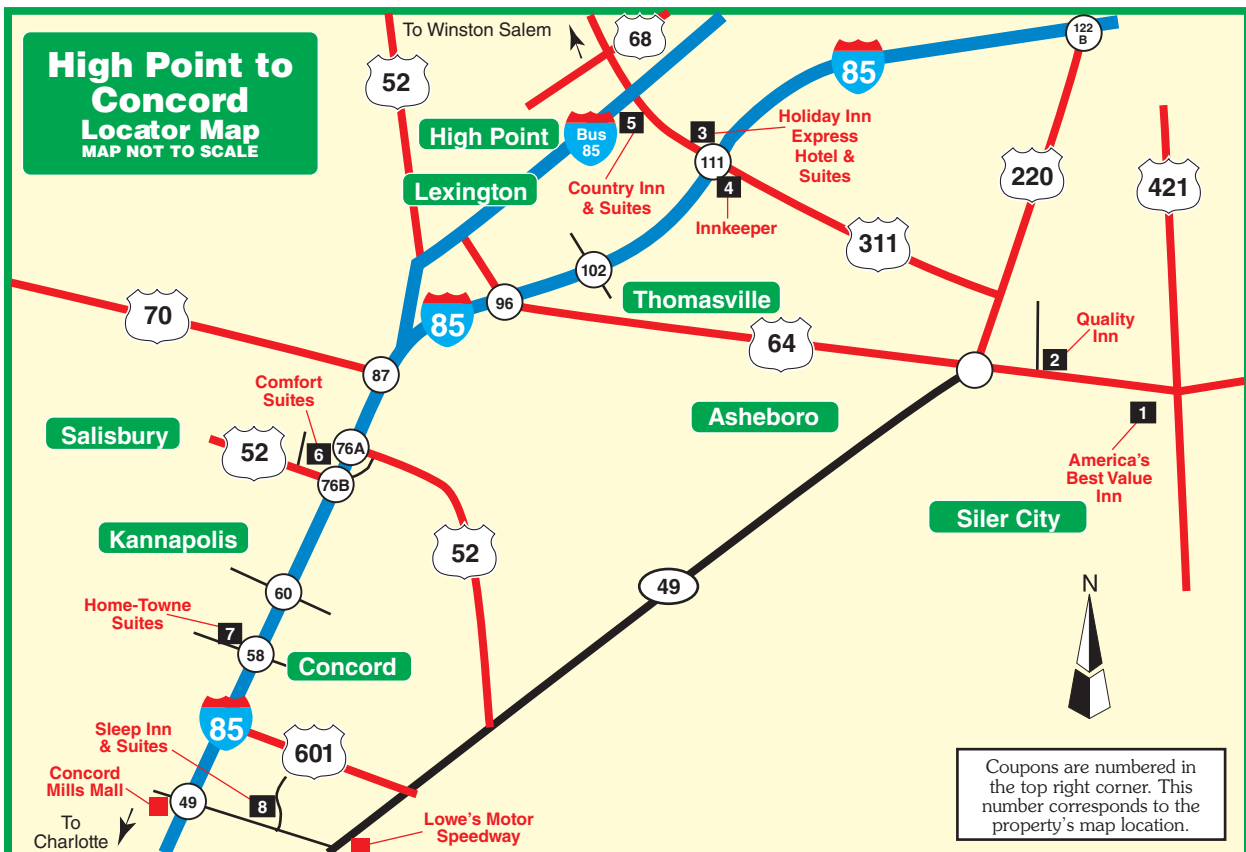 High Point to
Concord
Locator Map
MAP NOT TO SCALE
To Winston Salem
52
68
122
B
85
High Point
Bus
85
5
3
Holiday Inn
Express
Hotel &
Suites
111
4
Lexington
Country Inn
& Suites
Innkeeper
220
421
311
102
Thomasville
96
70
85
64
Quality
Inn
2
87
Comfort
Suites
Asheboro
1
Salisbury
52
6
76A
76B
America's
Best Value
Inn
Siler City
Kannapolis
52
49
N
60
Home-Towne
Suites
7
58
Concord
85
Sleep Inn
& Suites
601
Concord
Mills Mall
49
8
To
Charlotte
Lowe's Motor
Speedway
Coupons are numbered in
the top right corner. This
number corresponds to the
property's map location.